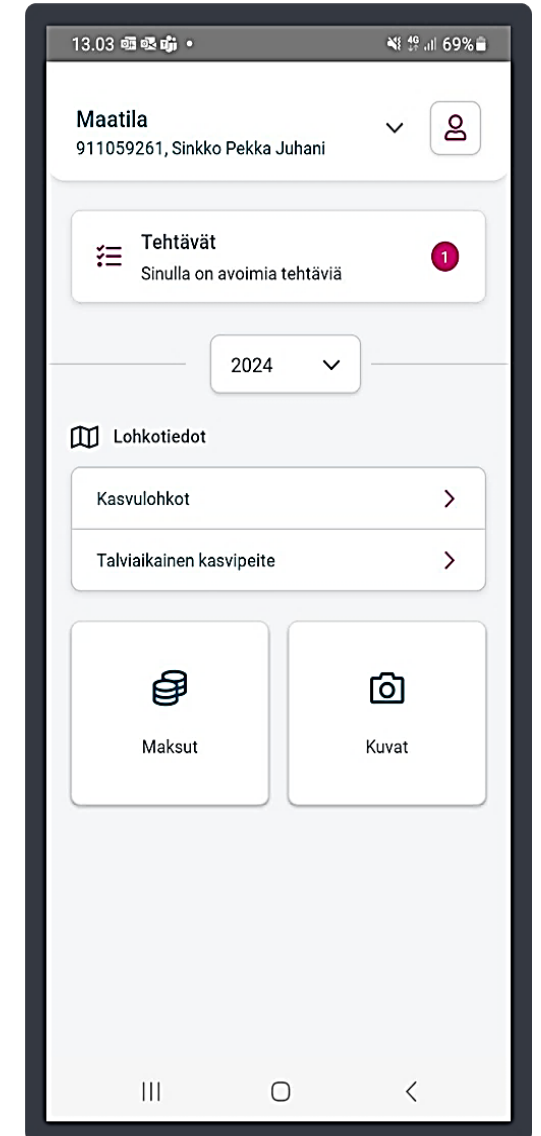 13.03 4G 69%
Maatila
911059261, Sinkko Pekka Juhani
Tehtävät
Sinulla on avoimia tehtäviä
1
2024
Lohkotiedot
Kasvulohkot
Talviaikainen kasvipeite
Maksut
Kuvat